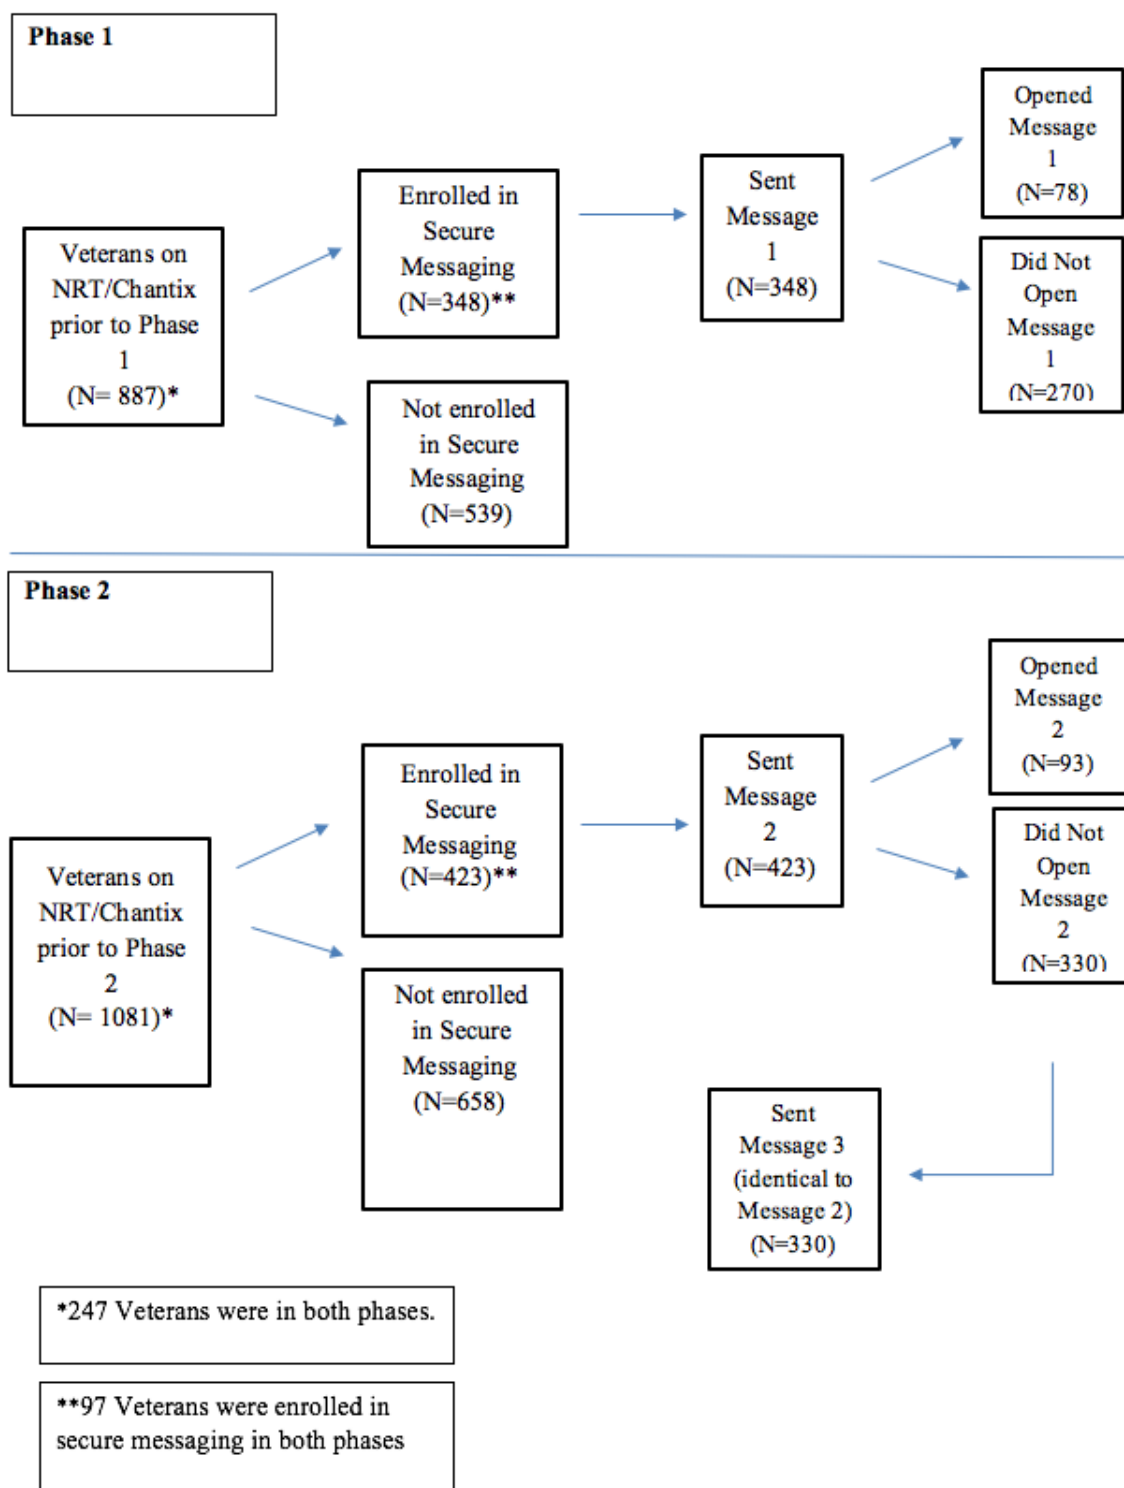 Phase 1
Veterans on
NRT/Chantix
prior to Phase
1
(N= 887)*
Enrolled in
Secure
Messaging
(N=348)**
Not enrolled
in Secure
Messaging
(N=539)
Sent
Message
1
(N=348)
Opened
Message
1
(N=78)
Did Not
Open
Message
1
(N=270)
Phase 2
Veterans on
NRT/Chantix
prior to Phase
2
(N= 1081)*
Enrolled in
Secure
Messaging
(N=423)**
Not enrolled
in Secure
Messaging
(N=658)
Sent
Message
2
(N=423)
Opened
Message
2
(N=93)
Did Not
Open
Message
2
(N=330)
Sent
Message 3
(identical to
Message 2)
(N=330)
*247 Veterans were in both phases.
**97 Veterans were enrolled in
secure messaging in both phases